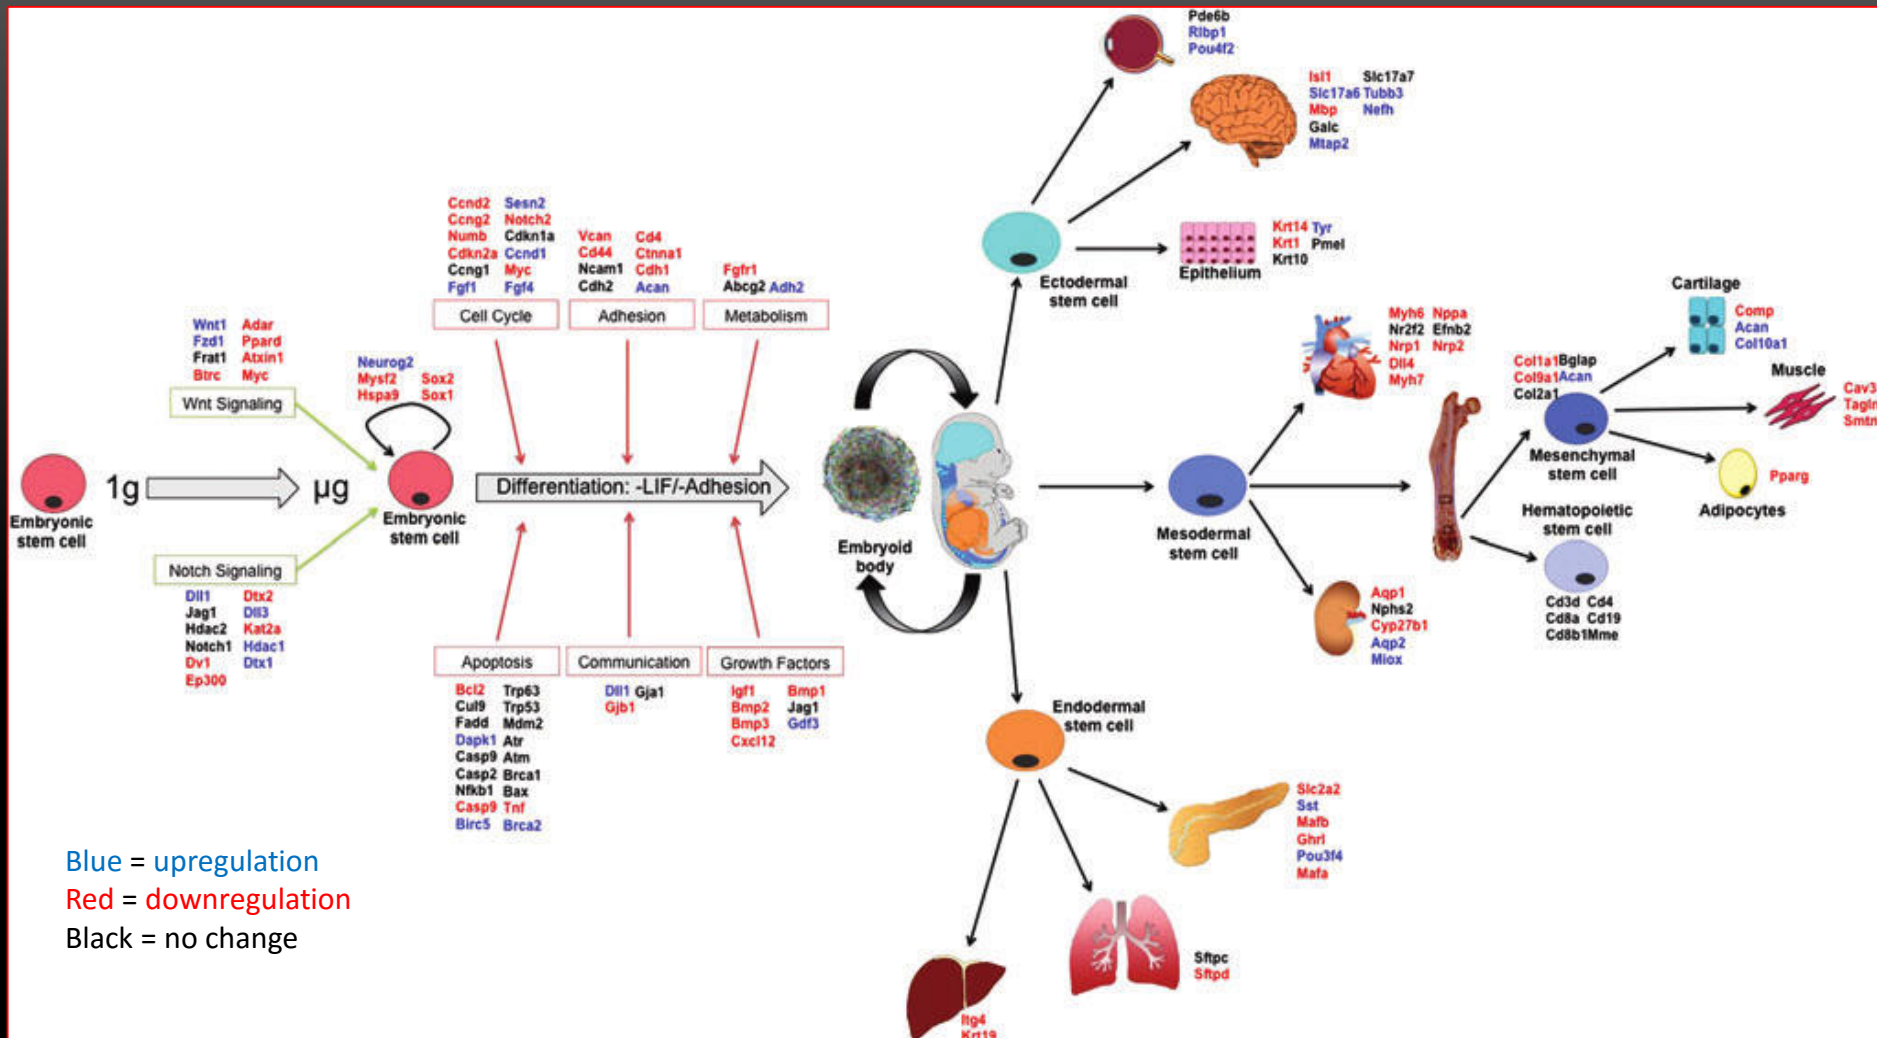 Pde6b
Rlbp1
Pou4f2
Isl1 Slc17a7
Slc17a6 Tubb3
Mbp Nefh
Galc
Mtap2
Ccnd2 Sesn2
Ccng2 Notch2
Numb Cdkn1a
Cdkn2a Ccnd1
Ccng1 Myc
Fgf1 Fgf4
Cell Cycle
Vcan Cd4
Cd44 Ctnna1
Ncam1 Cdh1
Cdh2 Acan
Adhesion
Fgfr1
Abcg2 Adh2
Metabolism
Ectodermal
stem cell
Krt14 Tyr
Krt1 Pmel
Krt10
Epithelium
Wnt1 Adar
Fzd1 Ppard
Frat1 Atxin1
Btrc Myc
Wnt Signaling
Neurog2
Mysf2 Sox2
Hspa9 Sox1
Myh6 Nppa
Nr2f2 Efnb2
Nrp1 Nrp2
Dll4
Myh7
Cartilage
Comp
Acan
Col10a1
Col1a1 Bglap
Col9a1 Acan
Col2a1
Muscle
Cav3
Tagln
Smtn
Mesenchymal
stem cell
Pparg
Adipocytes
Embryonic
stem cell
1g
µg
Embryonic
stem cell
Differentiation: -LIF/-Adhesion
Embryoid
body
Mesodermal
stem cell
Hematopoietic
stem cell
Cd3d Cd4
Cd8a Cd19
Cd8b1 Mme
Notch Signaling
Dll1 Dtx2
Jag1 Dll3
Hdac2 Kat2a
Notch1 Hdac1
Dv1 Dtx1
Ep300
Aqp1
Nphs2
Cyp27b1
Aqp2
Miox
Apoptosis
Bcl2 Trp63
Cul9 Trp53
Fadd Mdm2
Dapk1 Atr
Casp9 Atm
Casp2 Brca1
Nfkb1 Bax
Casp9 Tnf
Birc5 Brca2
Communication
Dll1 Gja1
Gjb1
Growth Factors
Igf1 Bmp1
Bmp2 Jag1
Bmp3 Gdf3
Cxcl12
Endodermal
stem cell
Slc2a2
Sst
Mafb
Ghrl
Pou3f4
Mafa
Sftpc
Sftpd
Itg4
Krt19
Blue = upregulation
Red = downregulation
Black = no change